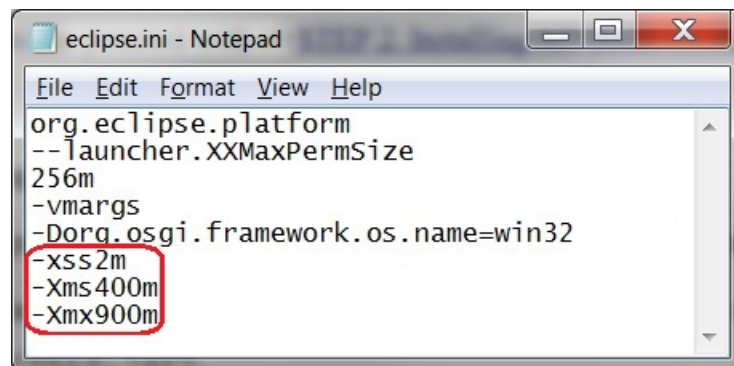 eclipse.ini - Notepad
File Edit Format View Help
org.eclipse.platform
--launcher.XXMaxPermSize
256m
-vmargs
-Dorg.osgi.framework.os.name=win32
-xss2m
-Xms400m
-Xmx900m